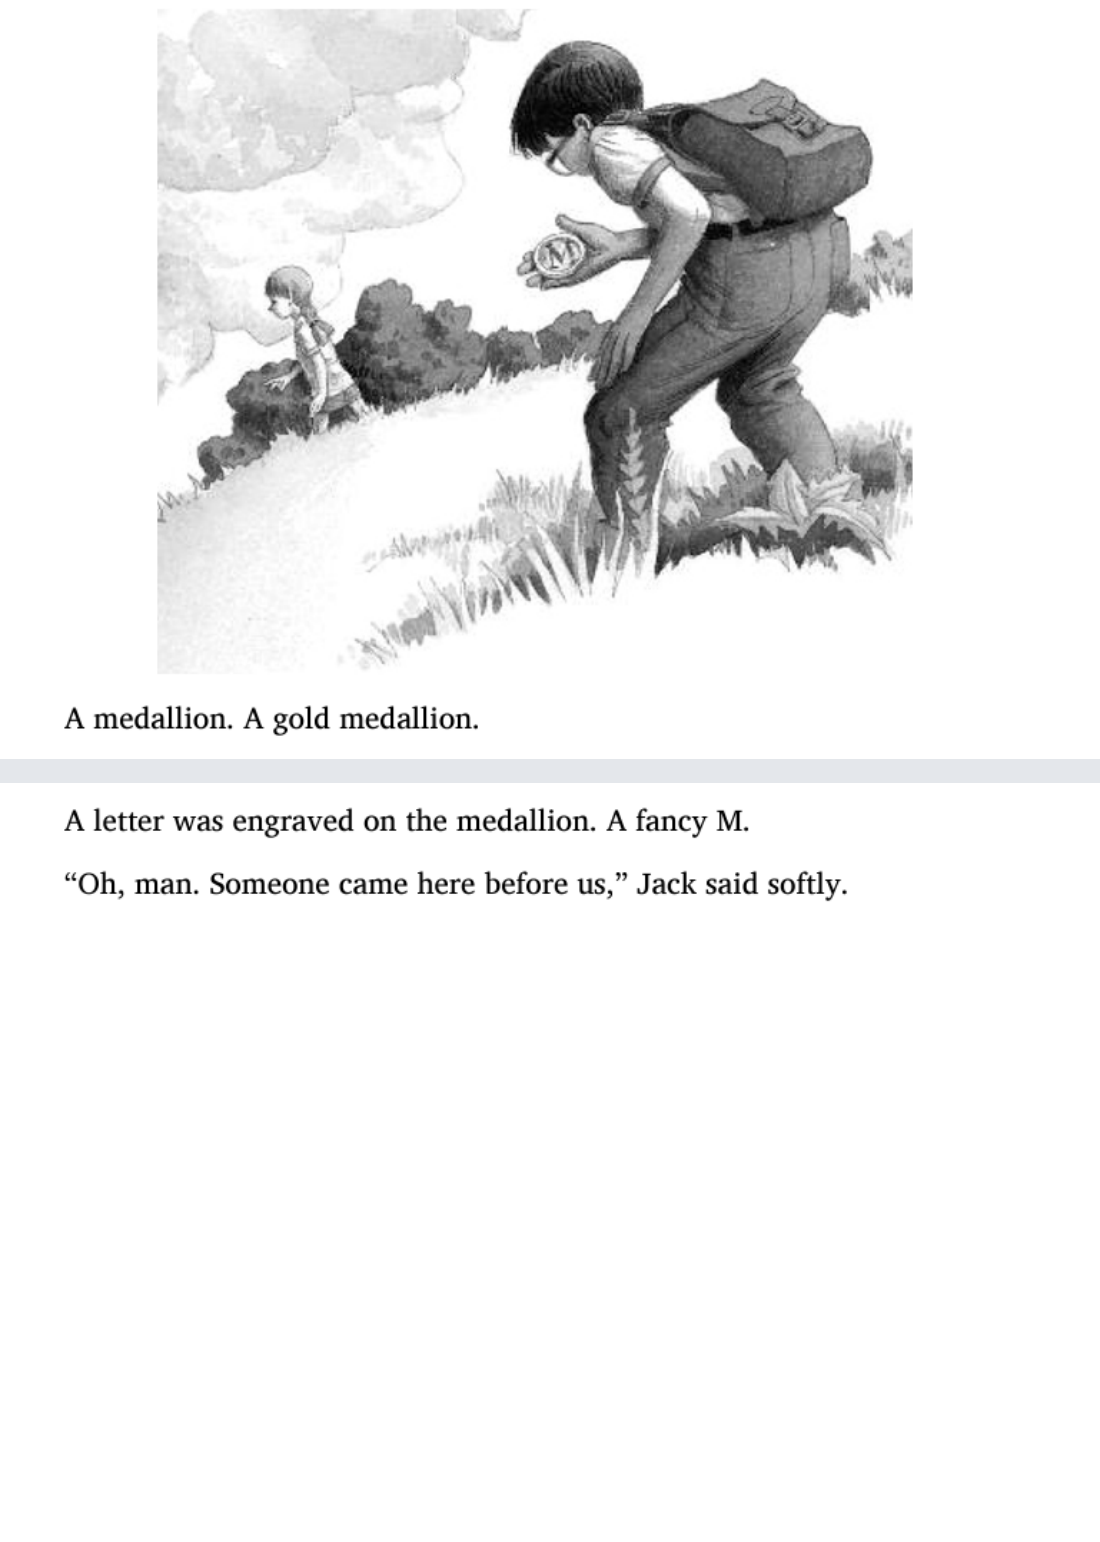 M
A medallion. A gold medallion.
A letter was engraved on the medallion. A fancy M.
“Oh, man. Someone came here before us,” Jack said softly.